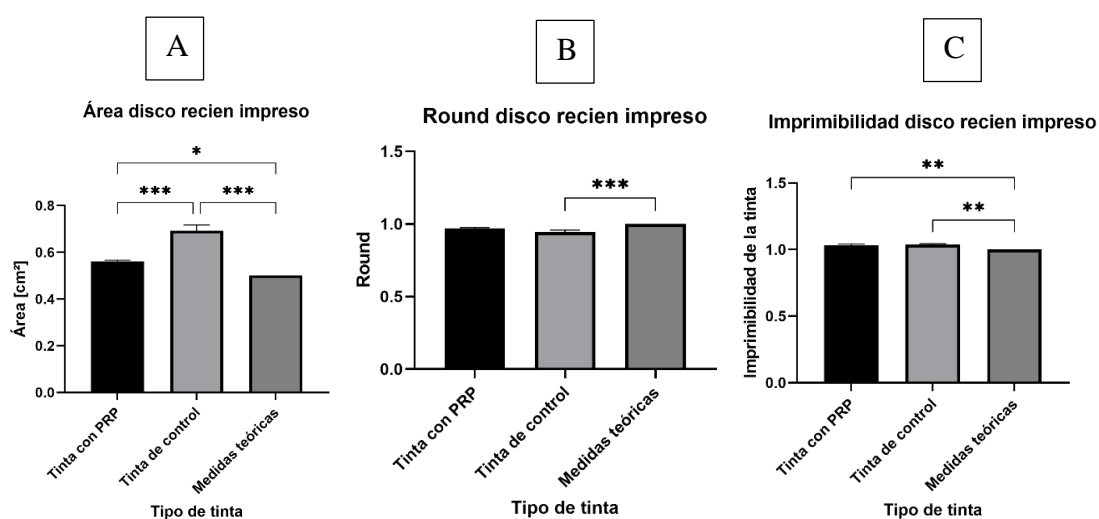 A
Área disco recien impreso
*
***
***
Área [cm²]
0.8
0.6
0.4
0.2
0.0
Tinta con PRP
Tinta de control
Medidas teóricas
Tipo de tinta
B
Round disco recien impreso
***
Round
1.5
1.0
0.5
0.0
Tinta con PRP
Tinta de control
Medidas teóricas
Tipo de tinta
C
Imprimibilidad disco recien impreso
**
**
Imprimibilidad de la tinta
1.5
1.0
0.5
0.0
Tinta con PRP
Tinta de control
Medidas teóricas
Tipo de tinta